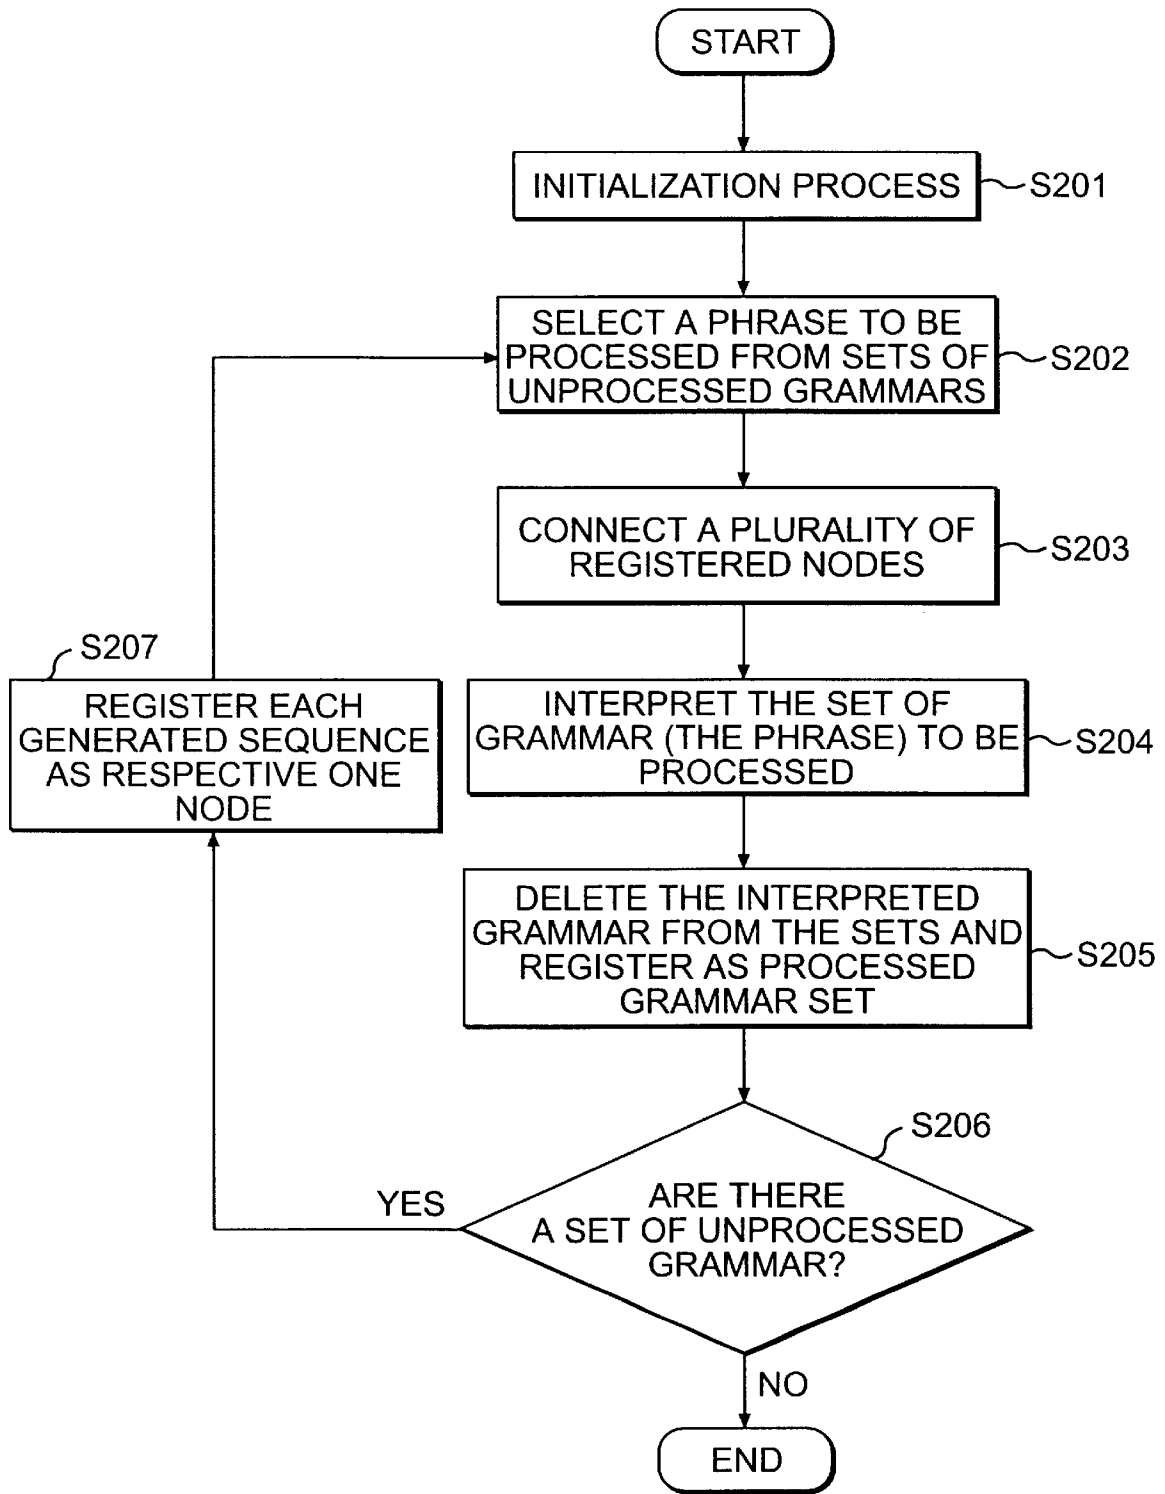 START
INITIALIZATION PROCESS
S201
SELECT A PHRASE TO BE
PROCESSED FROM SETS OF
UNPROCESSED GRAMMARS
S202
CONNECT A PLURALITY OF
REGISTERED NODES
S203
INTERPRET THE SET OF
GRAMMAR (THE PHRASE) TO BE
PROCESSED
S204
DELETE THE INTERPRETED
GRAMMAR FROM THE SETS AND
REGISTER AS PROCESSED
GRAMMAR SET
S205
S206
ARE THERE
A SET OF UNPROCESSED
GRAMMAR?
YES
S207
REGISTER EACH
GENERATED SEQUENCE
AS RESPECTIVE ONE
NODE
NO
END